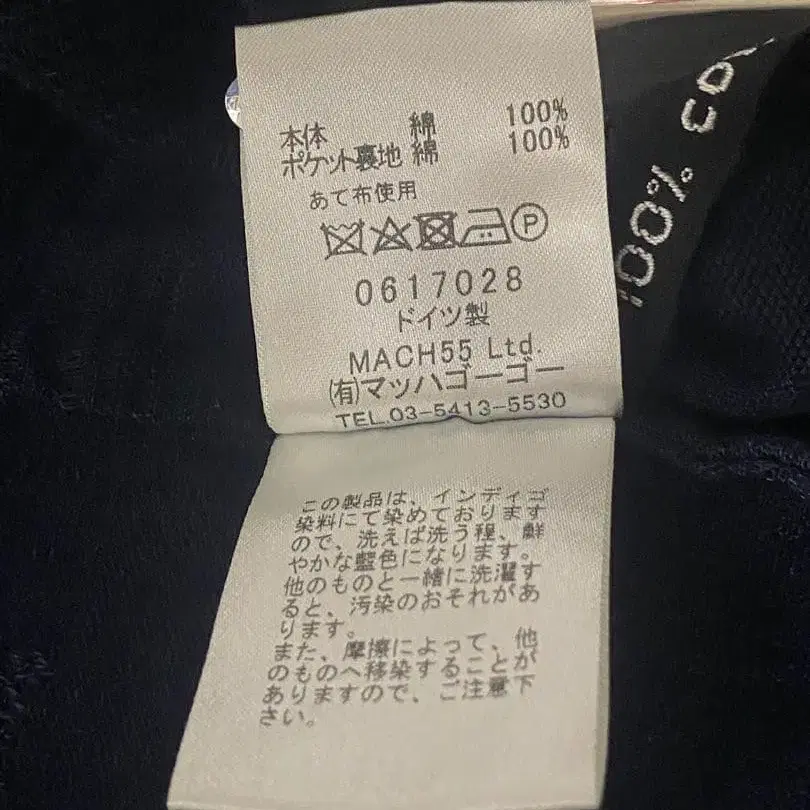 本体 綿 100%
ポケット裏地 綿 100%
あて布使用
P
0617028
ドイツ製
MACH55 Ltd.
(有)マッハゴーゴー
TEL.03-5413-5530
この製品は、インディゴ
染料にて染めております
ので、洗えば洗う程、鮮
やかな藍色になります。
他のものと一緒に洗濯す
ると、汚染のおそれがあ
ります。
また、摩擦によって、他
のものへ移染することが
ありますので、ご注意下
さい。
100%